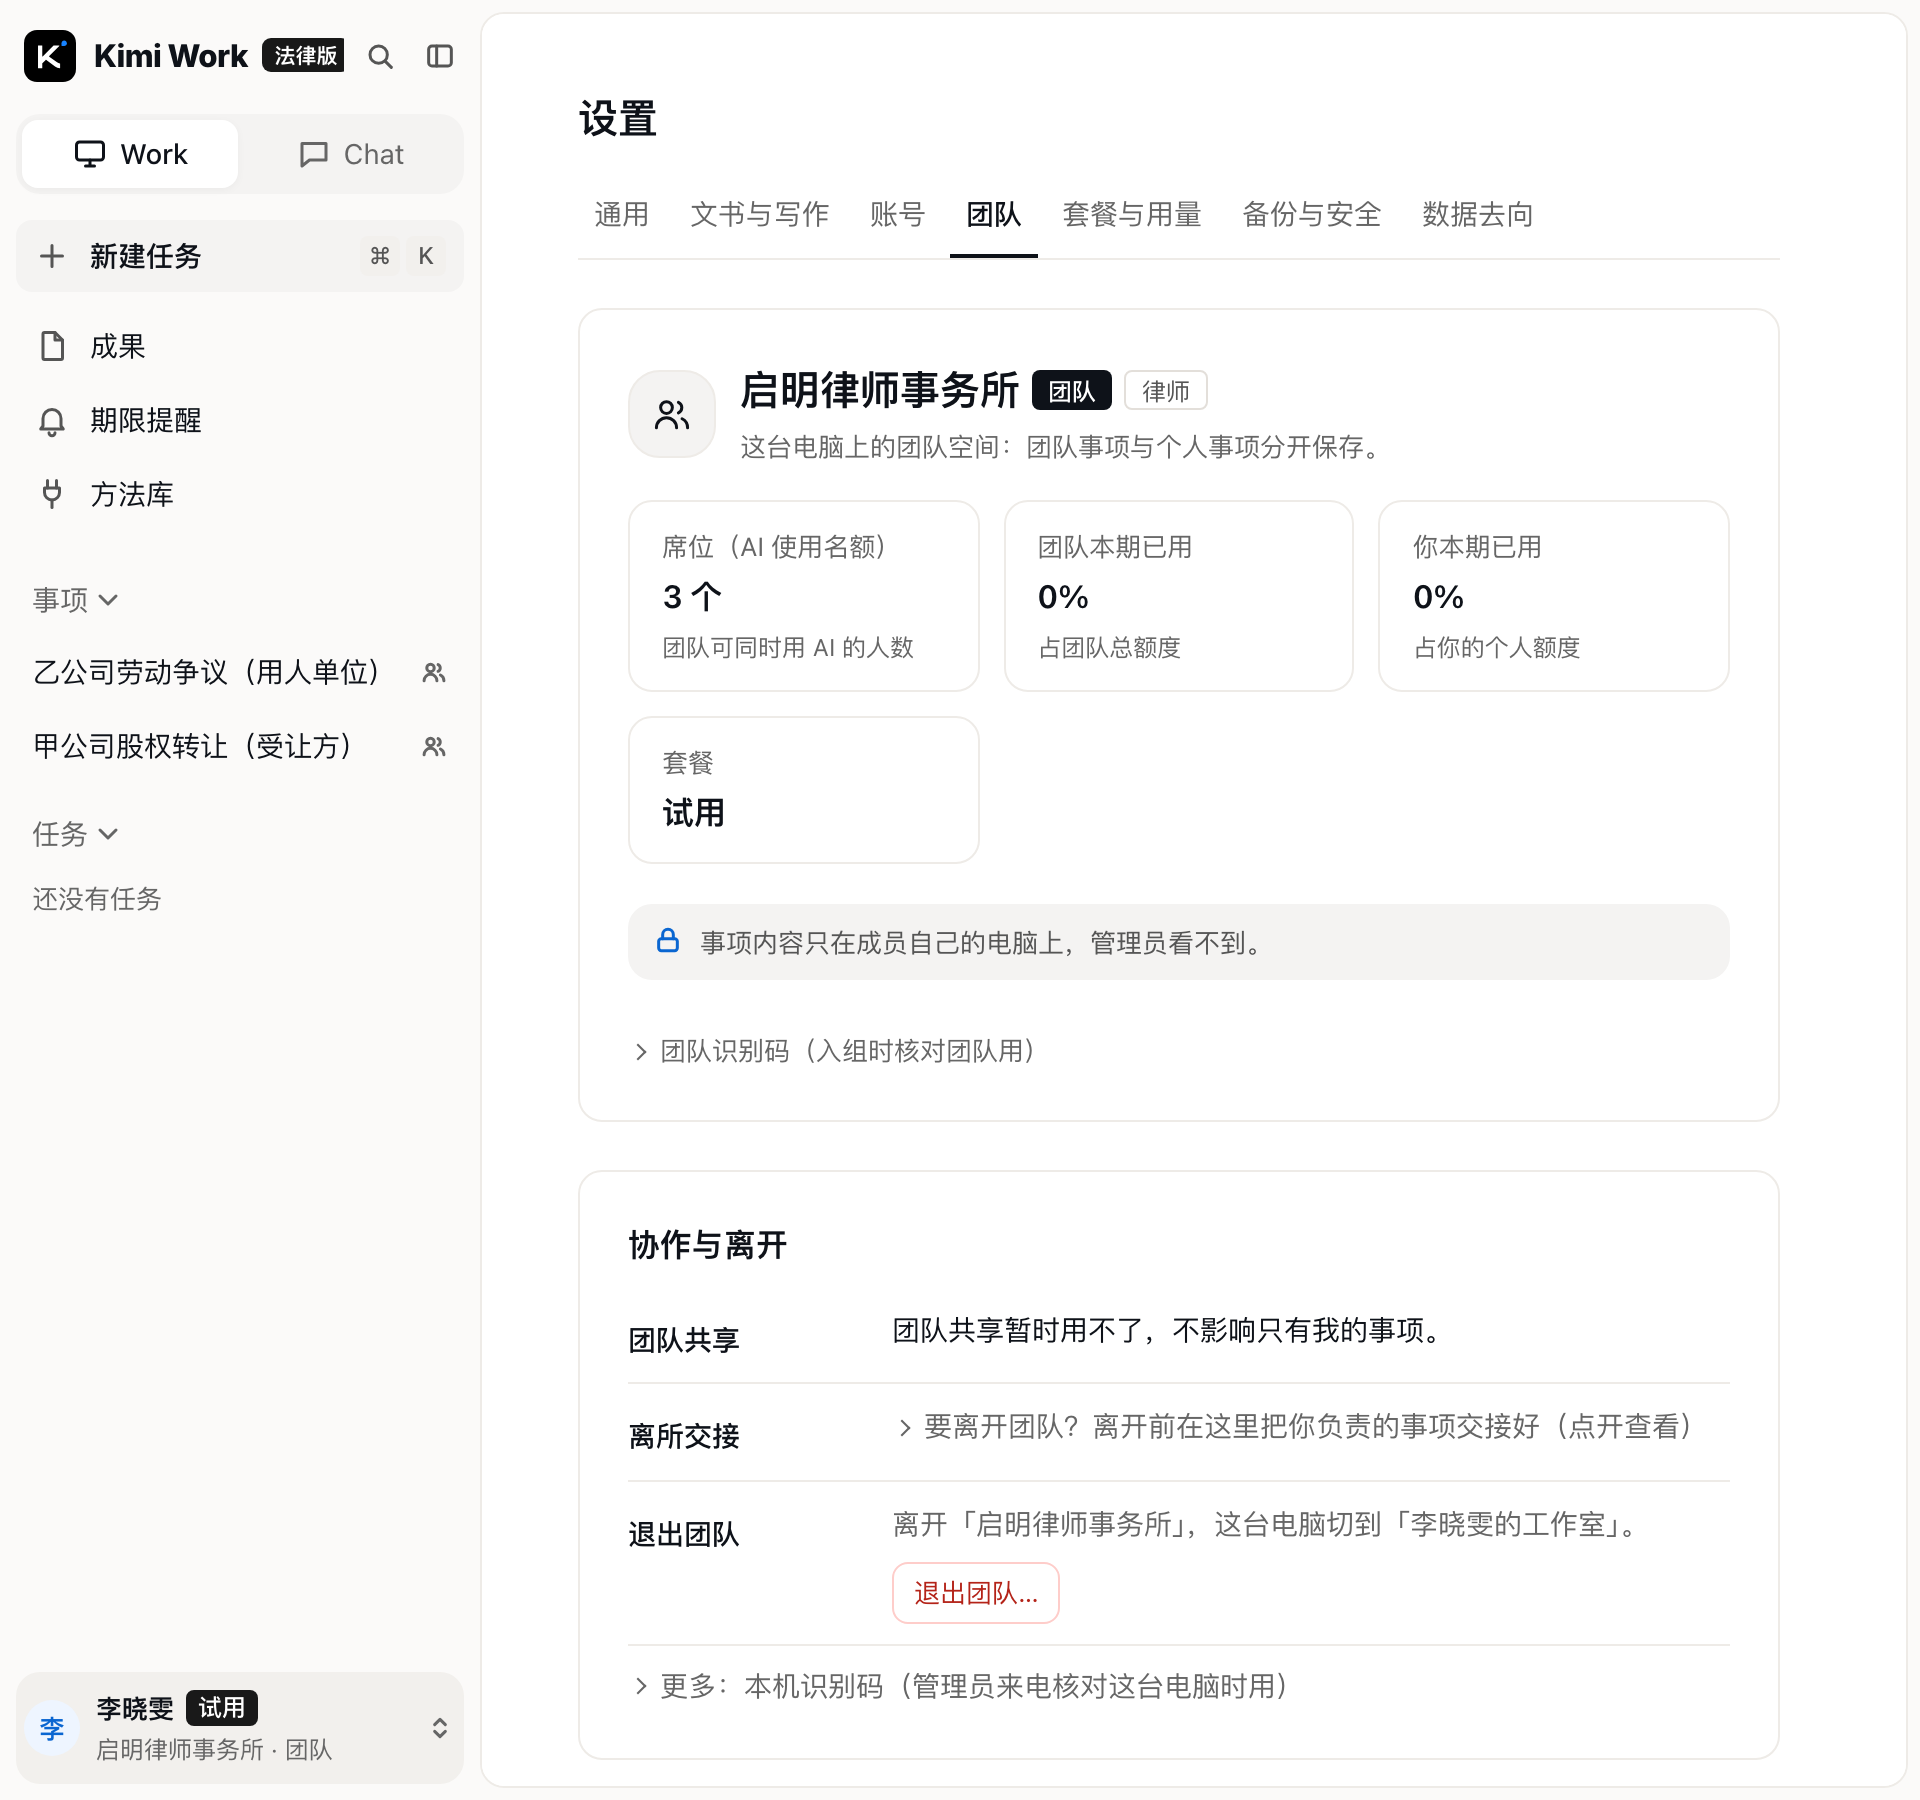 Kimi Work 法律版
Work
Chat
新建任务 ⌘ K
成果
期限提醒
方法库
事项
乙公司劳动争议（用人单位）
甲公司股权转让（受让方）
任务
还没有任务
李
李晓雯 试用
启明律师事务所 · 团队
设置
通用 文书与写作 账号 团队 套餐与用量 备份与安全 数据去向
启明律师事务所 团队 律师
这台电脑上的团队空间：团队事项与个人事项分开保存。
席位（AI 使用名额）
3 个
团队可同时用 AI 的人数
团队本期已用
0%
占团队总额度
你本期已用
0%
占你的个人额度
套餐
试用
事项内容只在成员自己的电脑上，管理员看不到。
团队识别码（入组时核对团队用）
协作与离开
团队共享
团队共享暂时用不了，不影响只有我的事项。
离所交接
要离开团队？离开前在这里把你负责的事项交接好（点开查看）
退出团队
离开「启明律师事务所」，这台电脑切到「李晓雯的工作室」。
退出团队...
更多：本机识别码（管理员来电核对这台电脑时用）